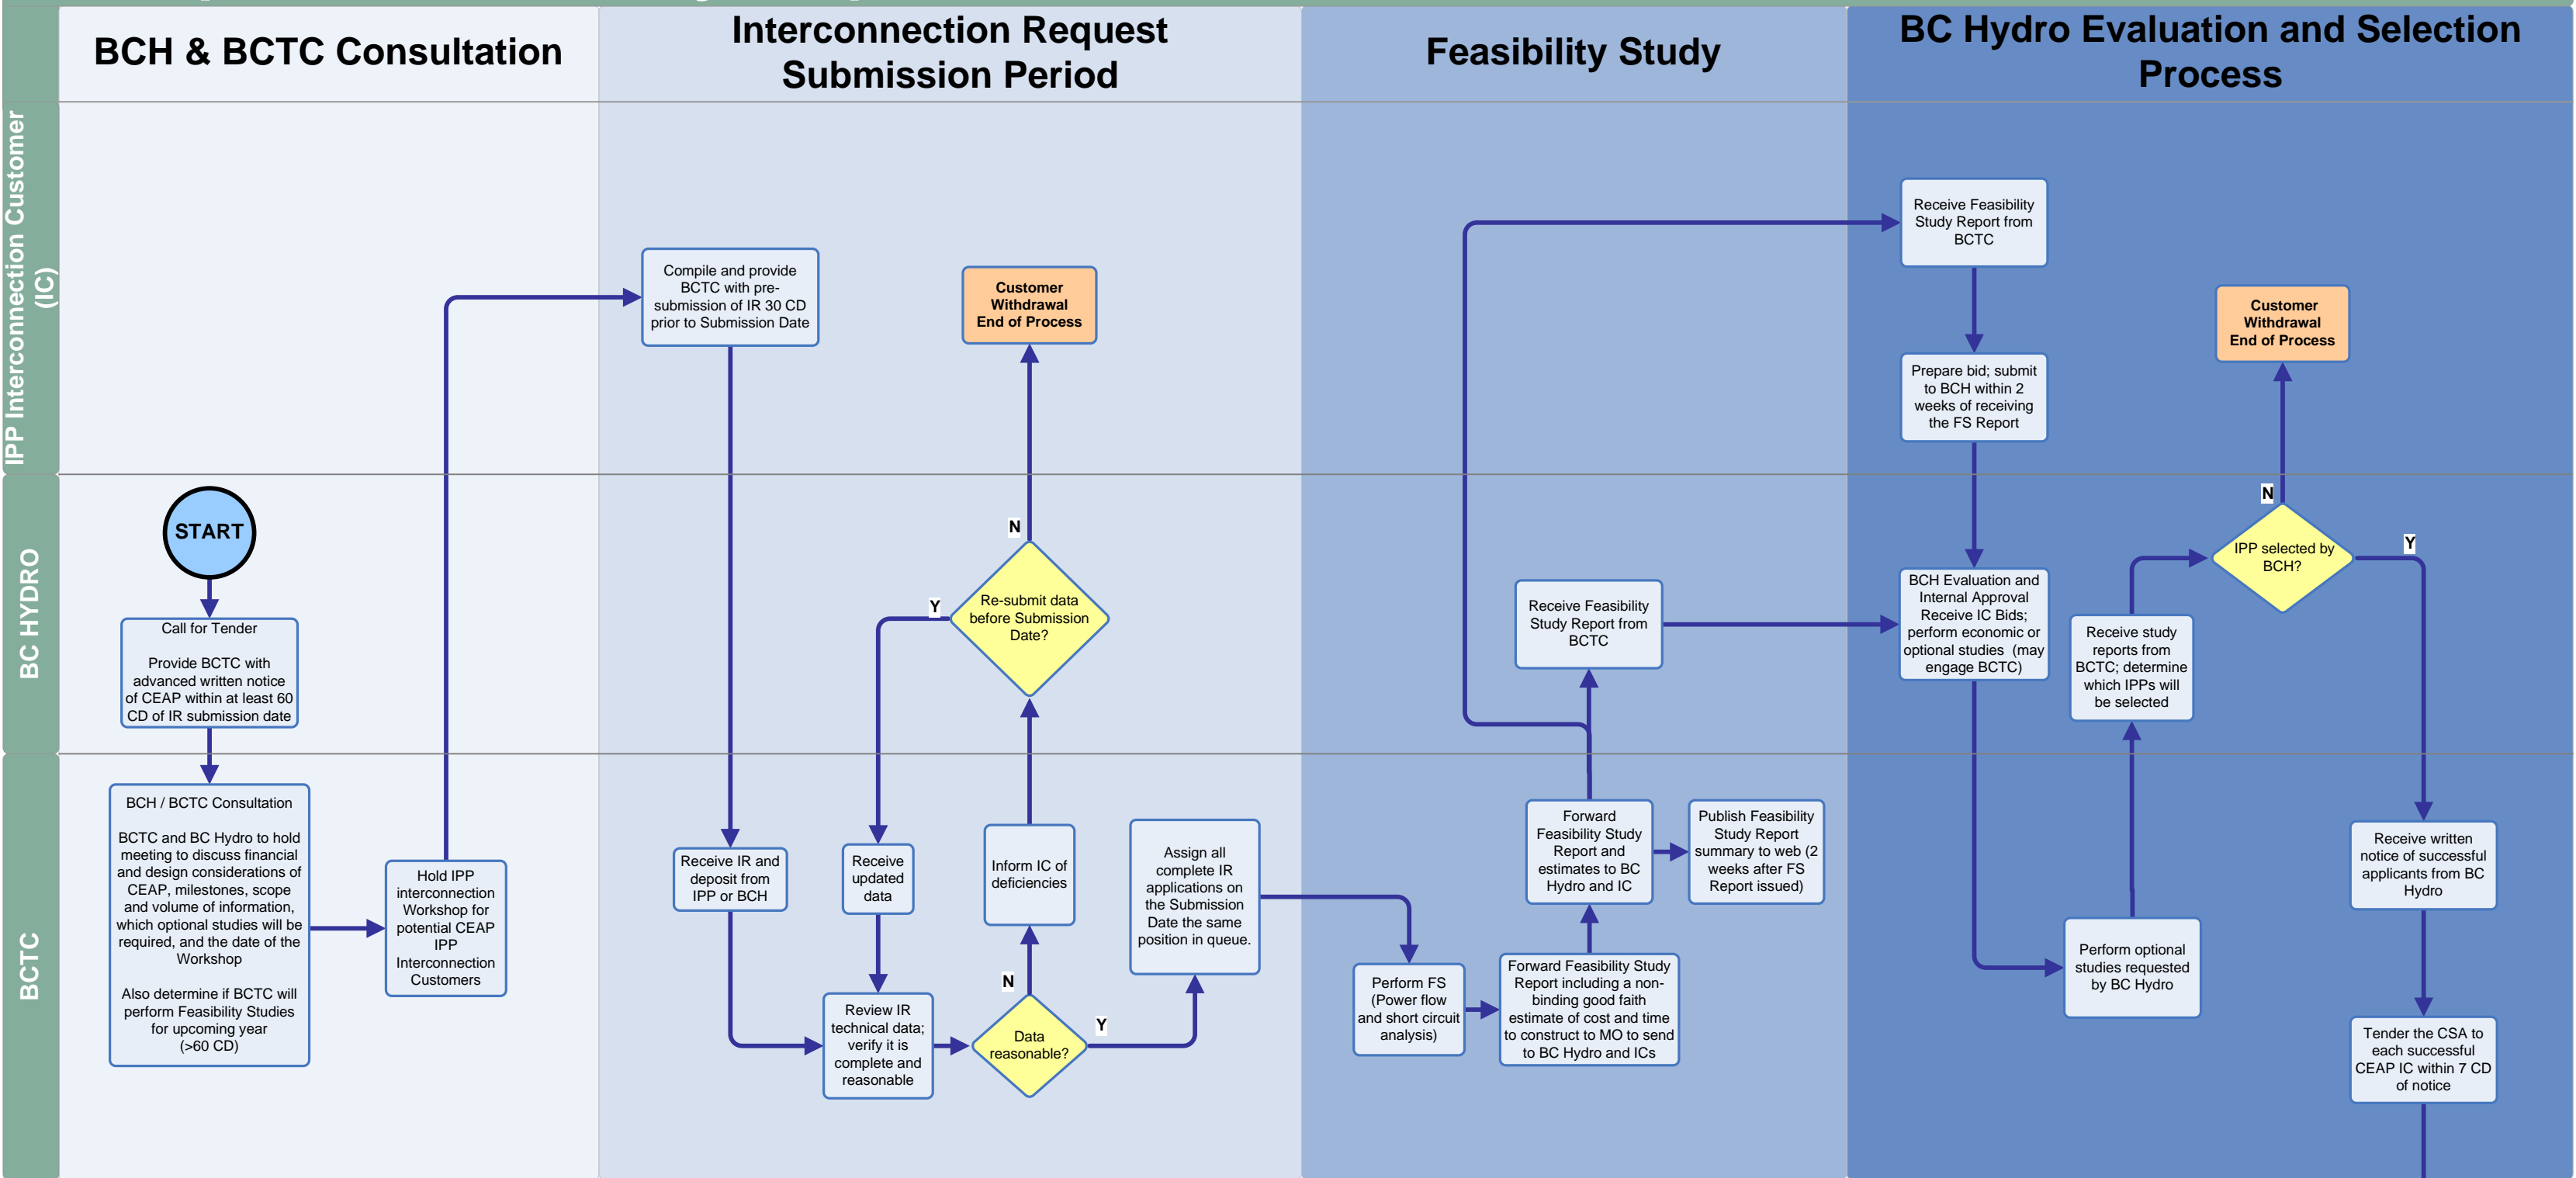 BCH & BCTC Consultation
Interconnection Request
Submission Period
Feasibility Study
BC Hydro Evaluation and Selection
Process
IPP Interconnection Customer
(IC)
Compile and provide
BCTC with pre-
submission of IR 30 CD
prior to Submission Date
Customer
Withdrawal
End of Process
Receive Feasibility
Study Report from
BCTC
Prepare bid; submit
to BCH within 2
weeks of receiving
the FS Report
Customer
Withdrawal
End of Process
BC HYDRO
START
Call for Tender
Provide BCTC with
advanced written notice
of CEAP within at least 60
CD of IR submission date
N
Y
Re-submit data
before Submission
Date?
Receive Feasibility
Study Report from
BCTC
BCH Evaluation and
Internal Approval
Receive IC Bids;
perform economic or
optional studies (may
engage BCTC)
Receive study
reports from
BCTC; determine
which IPPs will
be selected
N
IPP selected by
BCH?
Y
BCTC
BCH / BCTC Consultation
BCTC and BC Hydro to hold
meeting to discuss financial
and design considerations of
CEAP, milestones, scope
and volume of information,
which optional studies will be
required, and the date of the
Workshop
Also determine if BCTC will
perform Feasibility Studies
for upcoming year
(>60 CD)
Hold IPP
interconnection
Workshop for
potential CEAP
IPP
Interconnection
Customers
Receive IR and
deposit from
IPP or BCH
Receive
updated
data
Review IR
technical data;
verify it is
complete and
reasonable
Inform IC of
deficiencies
N
Data
reasonable?
Y
Assign all
complete IR
applications on
the Submission
Date the same
position in queue.
Perform FS
(Power flow
and short circuit
analysis)
Forward Feasibility Study
Report including a non-
binding good faith
estimate of cost and time
to construct to MO to send
to BC Hydro and ICs
Forward
Feasibility Study
Report and
estimates to BC
Hydro and IC
Publish Feasibility
Study Report
summary to web (2
weeks after FS
Report issued)
Perform optional
studies requested
by BC Hydro
Receive written
notice of successful
applicants from BC
Hydro
Tender the CSA to
each successful
CEAP IC within 7 CD
of notice